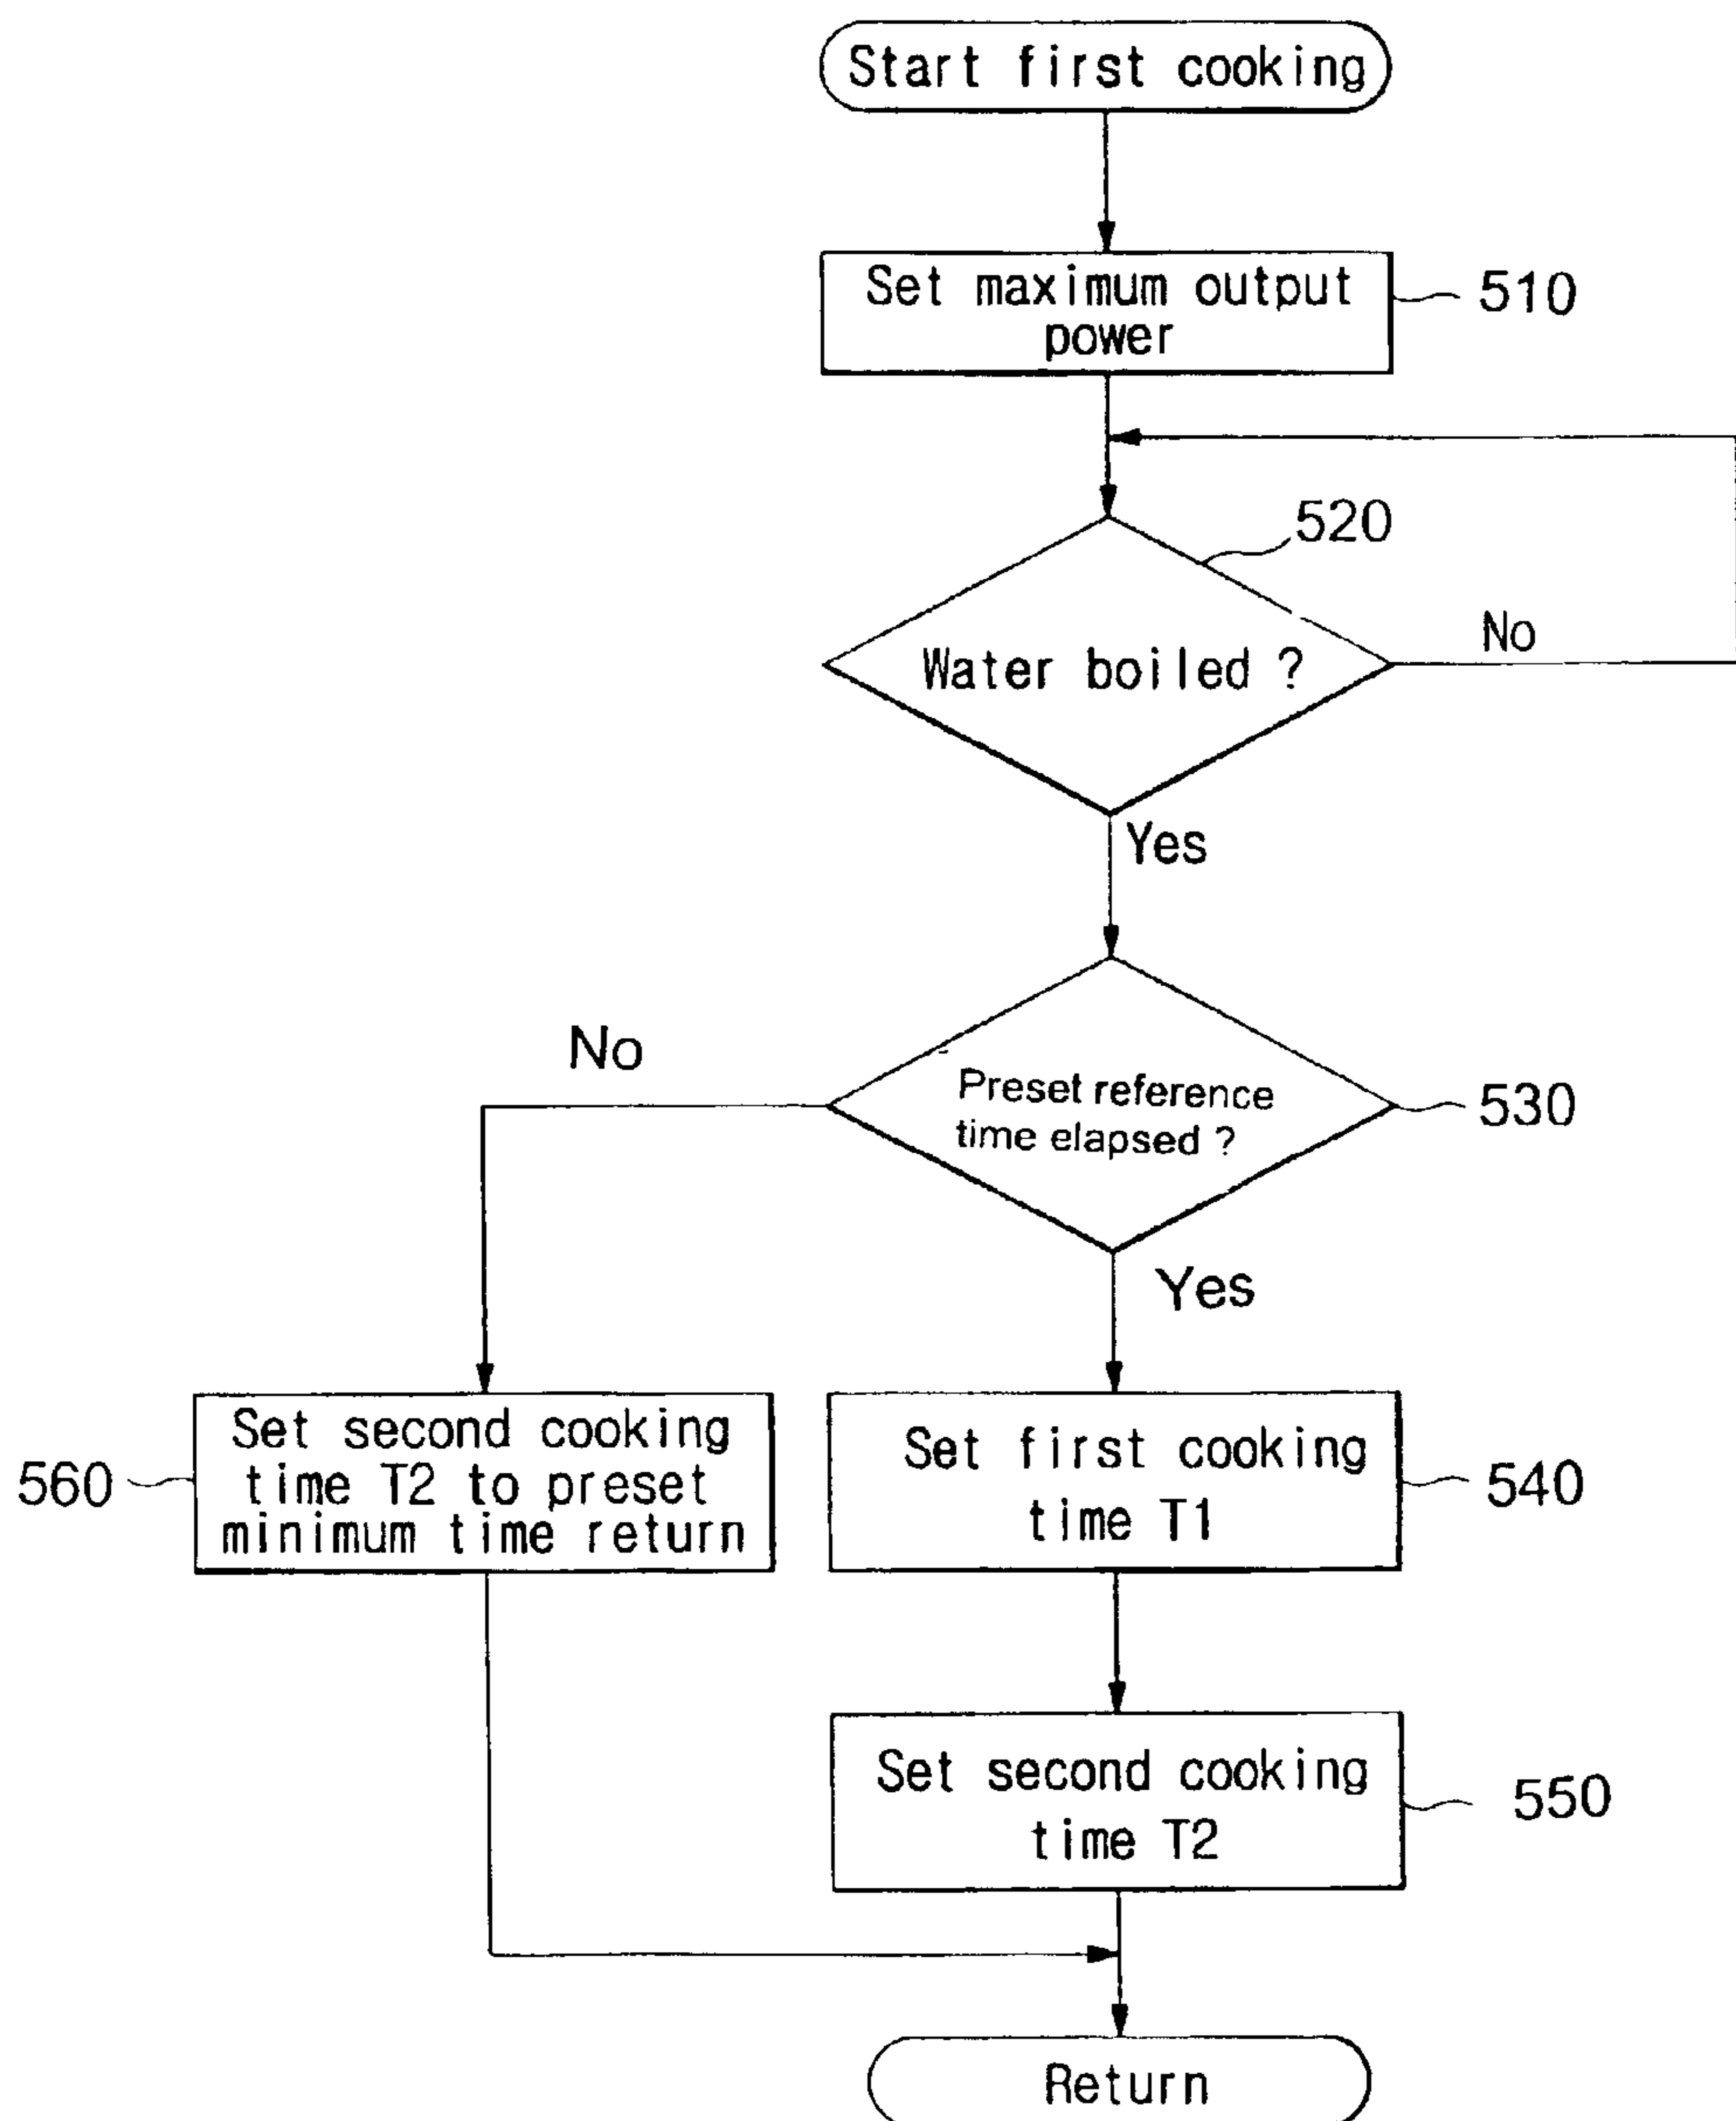 Start first cooking
Set maximum output
power
510
520
Water boiled ?
No
Yes
No
Preset reference
time elapsed ?
530
Yes
560
Set second cooking
time T2 to preset
minimum time return
Set first cooking
time T1
540
Set second cooking
time T2
550
Return